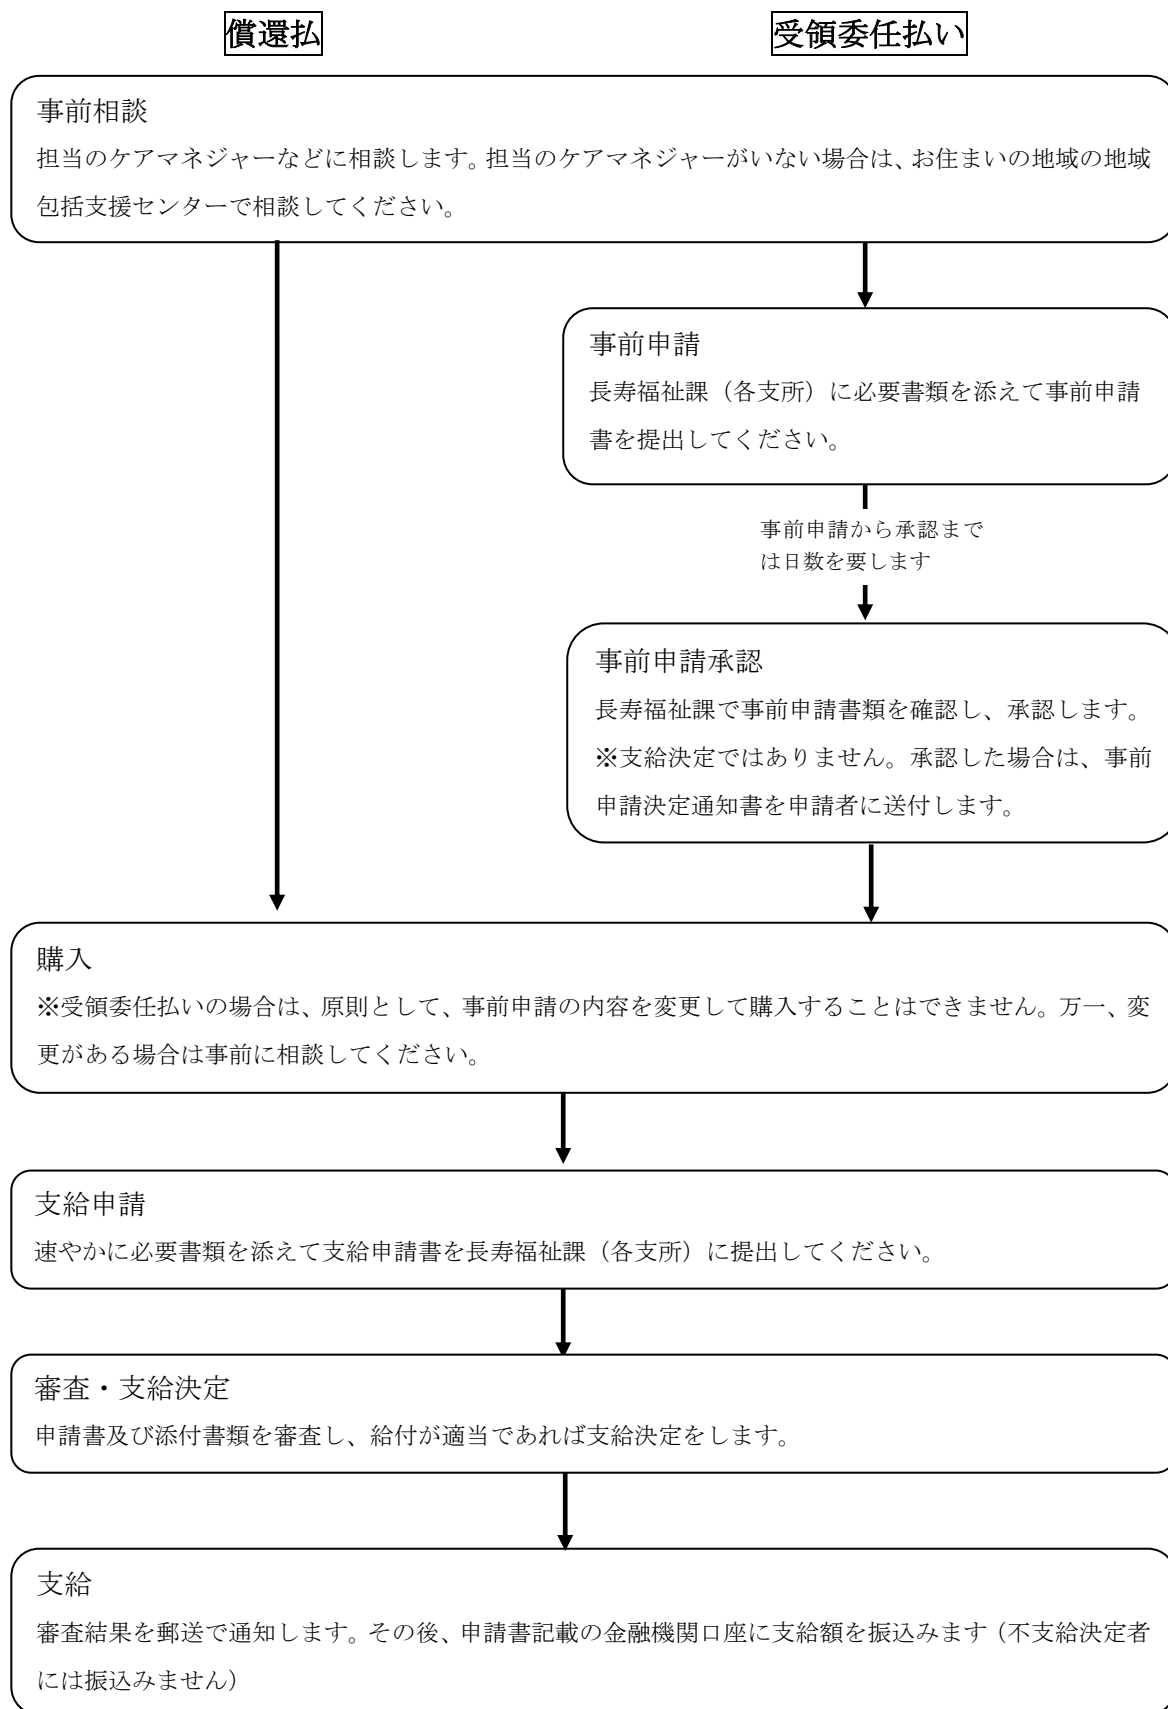 償還払
受領委任払い
事前相談
担当のケアマネジャーなどに相談します。担当のケアマネジャーがいない場合は、お住まいの地域の地域
包括支援センターで相談してください。
事前申請
長寿福祉課（各支所）に必要書類を添えて事前申請
書を提出してください。
事前申請から承認まで
は日数を要します
事前申請承認
長寿福祉課で事前申請書類を確認し、承認します。
※支給決定ではありません。承認した場合は、事前
申請決定通知書を申請者に送付します。
購入
※受領委任払いの場合は、原則として、事前申請の内容を変更して購入することはできません。万一、変
更がある場合は事前に相談してください。
支給申請
速やかに必要書類を添えて支給申請書を長寿福祉課（各支所）に提出してください。
審査・支給決定
申請書及び添付書類を審査し、給付が適当であれば支給決定をします。
支給
審査結果を郵送で通知します。その後、申請書記載の金融機関口座に支給額を振込みます（不支給決定者
には振込みません）